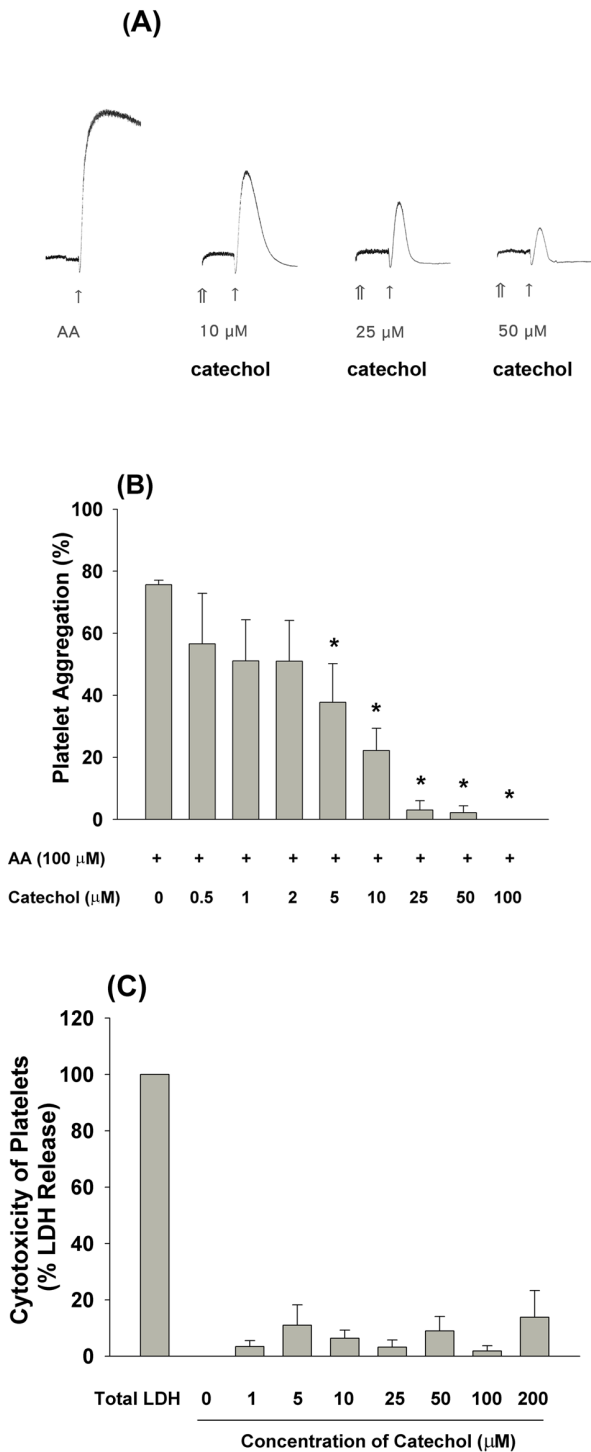 (A)
↑ ⇑ ↑ ⇑ ↑ ⇑ ↑
AA 10 μM 25 μM 50 μM
catechol catechol catechol
(B)
Platelet Aggregation (%)
100
80
60
40
20
0
* * * * *
AA (100 μM) + + + + + + + + +
Catechol (μM) 0 0.5 1 2 5 10 25 50 100
(C)
Cytotoxicity of Platelets
(% LDH Release)
120
100
80
60
40
20
0
Total LDH 0 1 5 10 25 50 100 200
Concentration of Catechol (μM)